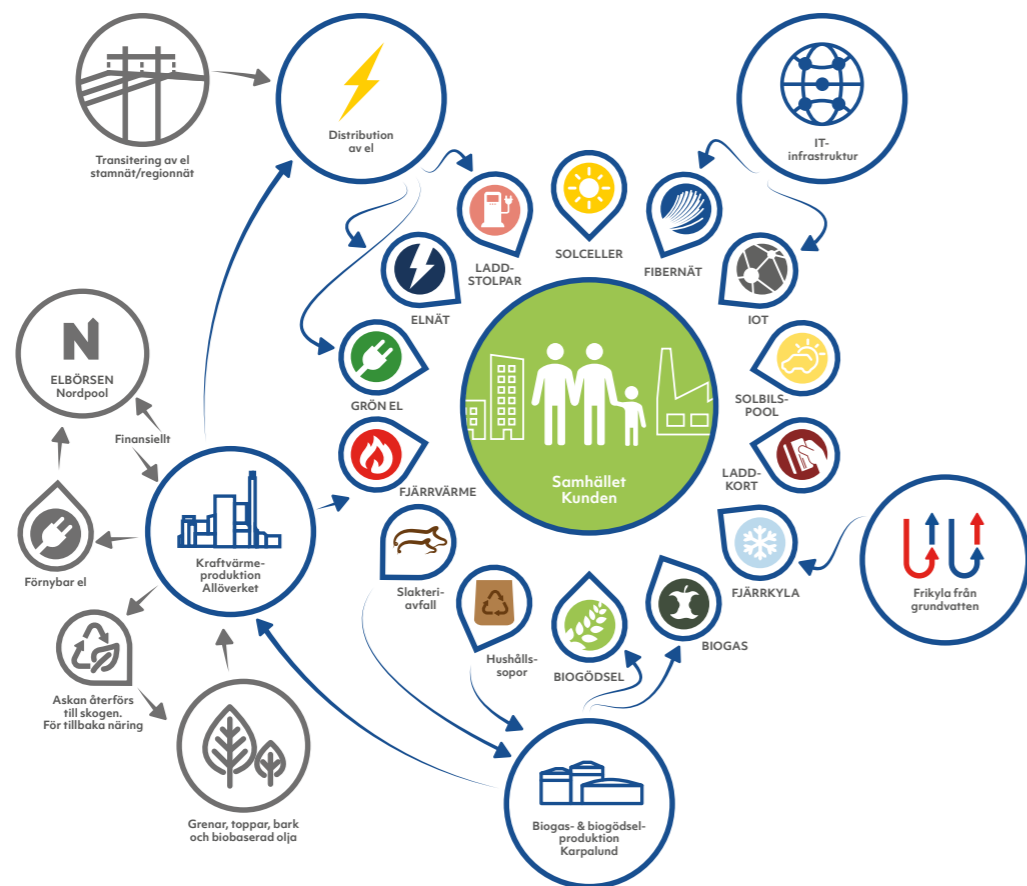 Transitering av el
stamnät/regionnät
Distribution
av el
IT-
infrastruktur
LADD-
STOLPAR
SOLCELLER
FIBERNÄT
ELNÄT
IOT
N
ELBÖRSEN
Nordpool
GRÖN EL
SOLBILS-
POOL
Finansiellt
FJÄRRVÄRME
Samhället
Kunden
LADD-
KORT
Förnybar el
Kraftvärme-
produktion
Allöverket
Slakteri-
avfall
FJÄRRKYLA
Frikyla från
grundvatten
Hushålls-
sopor
BIOGÖDSEL
BIOGAS
Askan återförs
till skogen.
För tillbaka näring
Grenar, toppar, bark
och biobaserad olja
Biogas- & biogödsel-
produktion
Karpalund